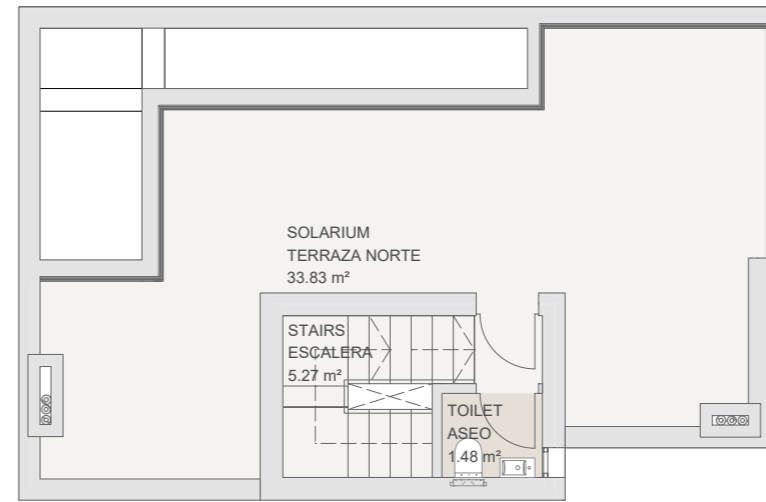 SOLARIUM
TERRAZA NORTE
33.83 m²
STAIRS
ESCALERA
5.27 m²
TOILET
ASEO
1.48 m²